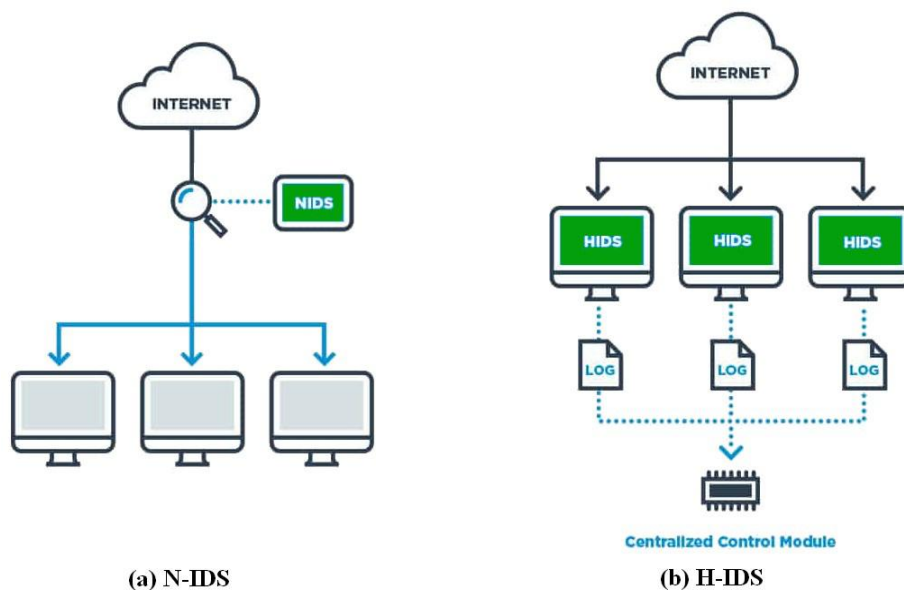 INTERNET
NIDS
(a) N-IDS
INTERNET
HIDS HIDS HIDS
LOG LOG LOG
Centralized Control Module
(b) H-IDS